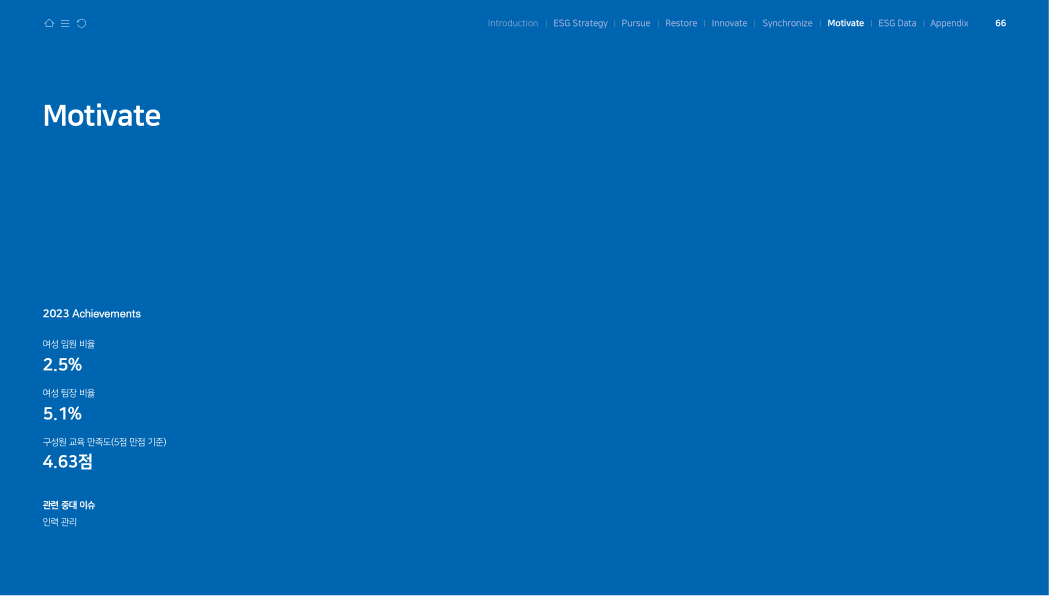 Introduction | ESG Strategy | Pursue | Restore | Innovate | Synchronize | Motivate | ESG Data | Appendix 66
Motivate
2023 Achievements
여성 임원 비율
2.5%
여성 팀장 비율
5.1%
구성원 교육 만족도(5점 만점 기준)
4.63점
관련 중대 이슈
인력 관리